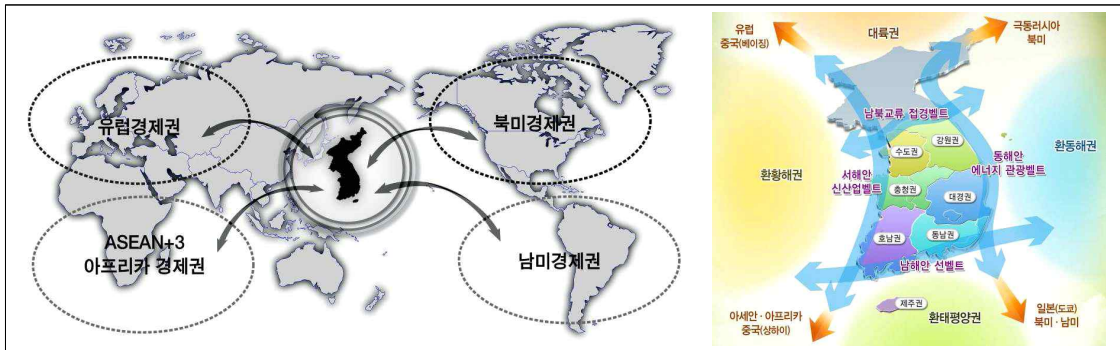 유럽경제권
북미경제권
ASEAN+3
아프리카 경제권
남미경제권
유럽
중국(베이징)
대륙권
극동러시아
북미
남북교류 접경벨트
수도권
강원권
환황해권
서해안
신산업벨트
충청권
대경권
동해안
에너지 관광벨트
환동해권
호남권
동남권
남해안 선벨트
아세안·아프리카
중국(상하이)
제주권
환태평양권
일본(도쿄)
북미·남미